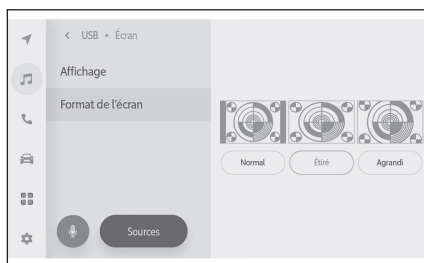 < USB • Écran
Affichage
Format de l'écran
Normal
Étiré
Agrandi
Sources